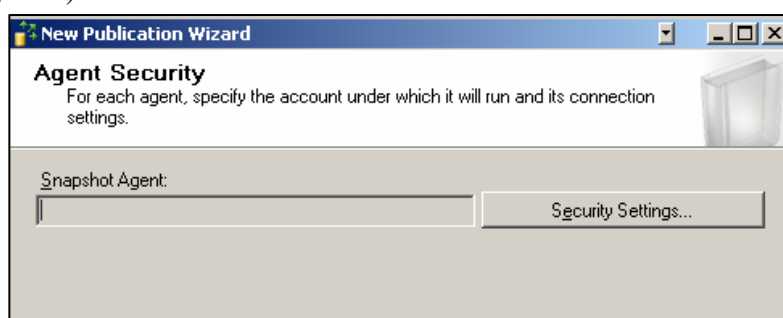 New Publication Wizard
Agent Security
For each agent, specify the account under which it will run and its connection
settings.
Snapshot Agent:
Security Settings...